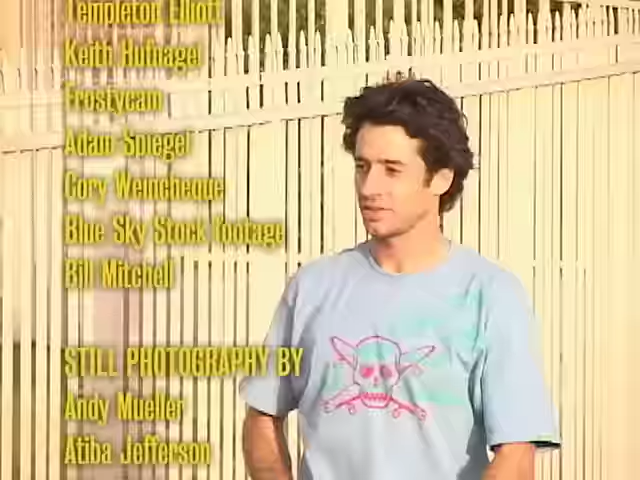 Templeton Elliott
Keith Hufnagel
Frostycam
Adam Spiegel
Cory Weincheque
Blue Sky Stock footage
Bill Mitchell
STILL PHOTOGRAPHY BY
Andy Mueller
Atiba Jefferson